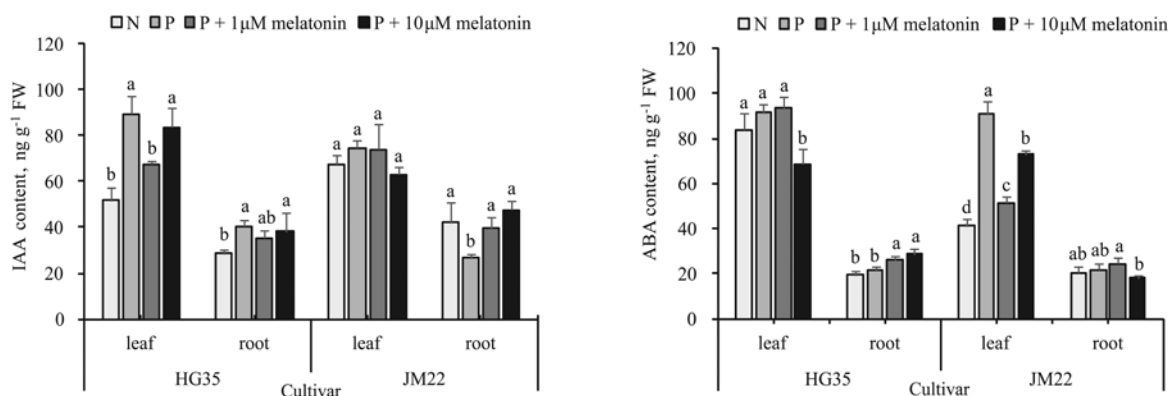 N P P + 1μM melatonin P + 10μM melatonin
IAA content, ng g⁻¹ FW
120
100
80
60
40
20
0
b a b a
b a ab a
a a a a
a b a a
leaf root leaf root
HG35 JM22
Cultivar
N P P + 1μM melatonin P + 10μM melatonin
ABA content, ng g⁻¹ FW
120
100
80
60
40
20
0
a a a b
b b a a
d a c b
ab ab a b
leaf root leaf root
HG35 JM22
Cultivar